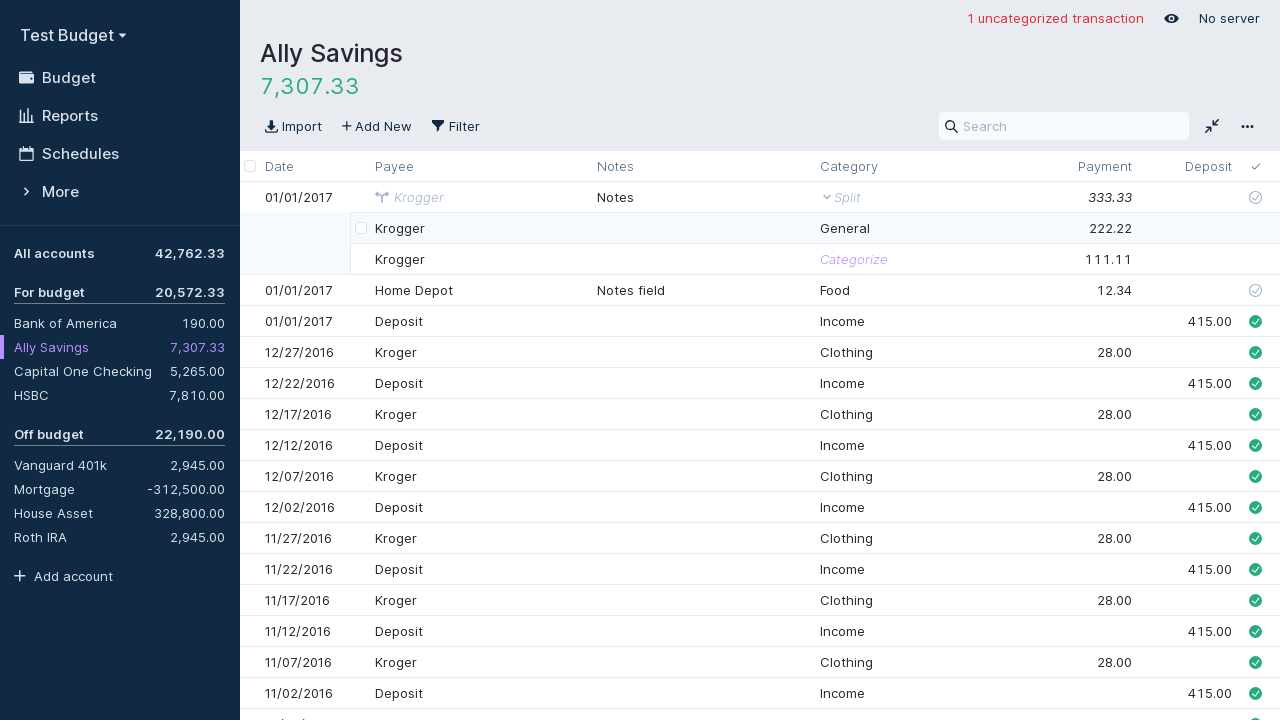 Test Budget
Budget
Reports
Schedules
More
All accounts 42,762.33
For budget 20,572.33
Bank of America 190.00
Ally Savings 7,307.33
Capital One Checking 5,265.00
HSBC 7,810.00
Off budget 22,190.00
Vanguard 401k 2,945.00
Mortgage -312,500.00
House Asset 328,800.00
Roth IRA 2,945.00
Add account
1 uncategorized transaction No server
Ally Savings
7,307.33
Import Add New Filter Search
Date Payee Notes Category Payment Deposit
01/01/2017 Krogger Notes Split 333.33
Krogger General 222.22
Krogger Categorize 111.11
01/01/2017 Home Depot Notes field Food 12.34
01/01/2017 Deposit Income 415.00
12/27/2016 Kroger Clothing 28.00
12/22/2016 Deposit Income 415.00
12/17/2016 Kroger Clothing 28.00
12/12/2016 Deposit Income 415.00
12/07/2016 Kroger Clothing 28.00
12/02/2016 Deposit Income 415.00
11/27/2016 Kroger Clothing 28.00
11/22/2016 Deposit Income 415.00
11/17/2016 Kroger Clothing 28.00
11/12/2016 Deposit Income 415.00
11/07/2016 Kroger Clothing 28.00
11/02/2016 Deposit Income 415.00